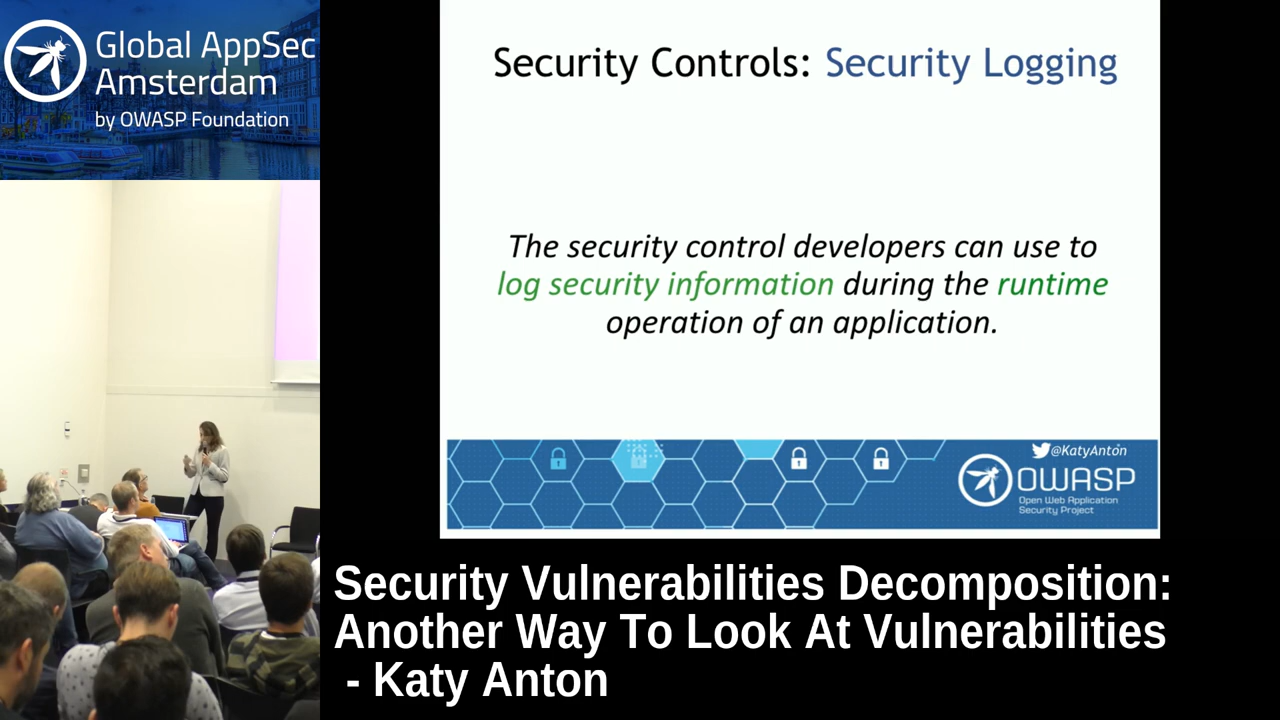 Global AppSec
Amsterdam
by OWASP Foundation
Security Controls: Security Logging
The security control developers can use to
log security information during the runtime
operation of an application.
@KatyAnton
OWASP
Open Web Application
Security Project
Security Vulnerabilities Decomposition:
Another Way To Look At Vulnerabilities
- Katy Anton